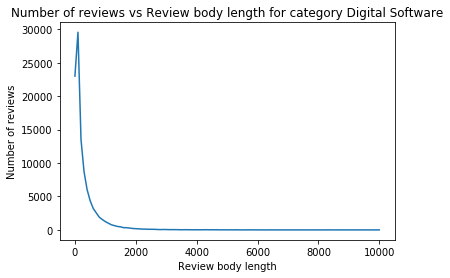 Number of reviews vs Review body length for category Digital Software
30000
25000
20000
15000
10000
5000
0
Number of reviews
0 2000 4000 6000 8000 10000
Review body length